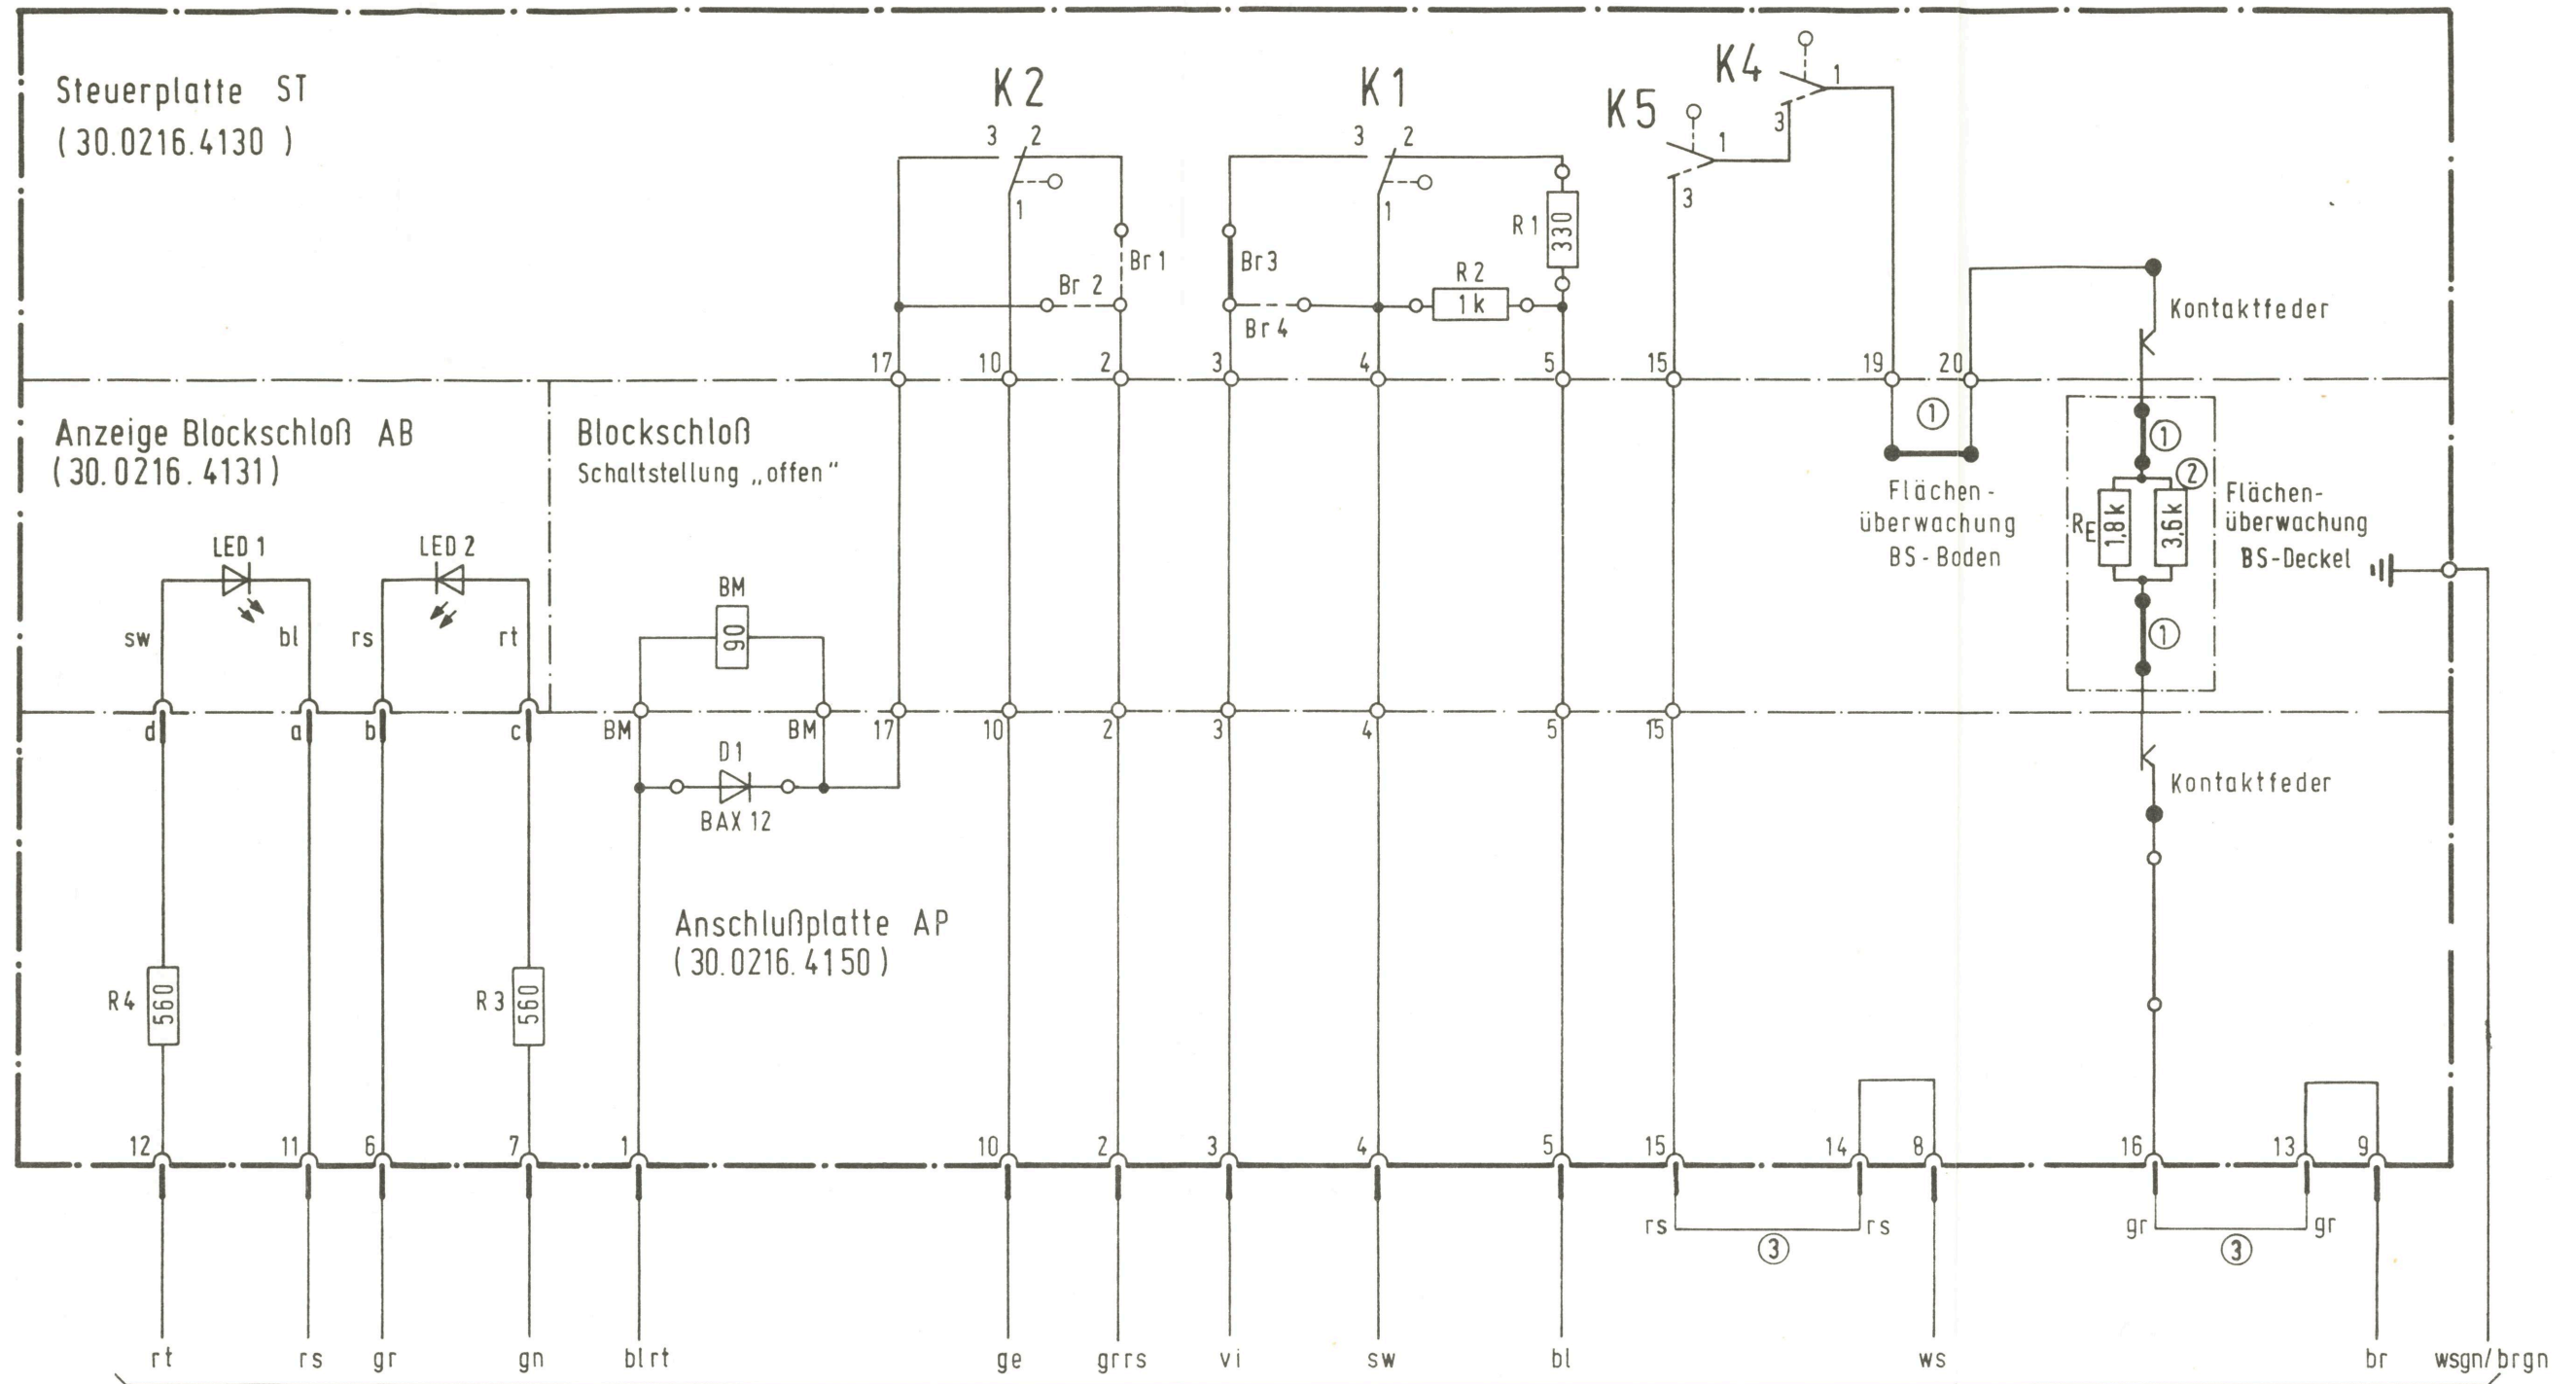 Steuerplatte ST
(30.0216.4130)
K2
3 2
1
Br 1
Br 2
K1
3 2
1
Br 3
Br 4
R1
330
R2
1k
K5
1
3
K4
1
3
Kontaktfeder
17 10 2 3 4 5 15 19 20
Anzeige Blockschloß AB
(30.0216.4131)
Blockschloß
Schaltstellung „offen“
①
Flächen-
überwachung
BS-Boden
①
②
RE
1,8k
3,6k
①
Flächen-
überwachung
BS-Deckel
LED 1
LED 2
sw bl rs rt
BM
90
d a b c BM BM 17 10 2 3 4 5 15
D1
BAX 12
Kontaktfeder
Anschlußplatte AP
(30.0216.4150)
R4
560
R3
560
12 11 6 7 1 10 2 3 4 5 15 14 8 16 13 9
rs rs
③
gr gr
③
rt rs gr gn blrt ge grrs vi sw bl ws br wsgn/brgn